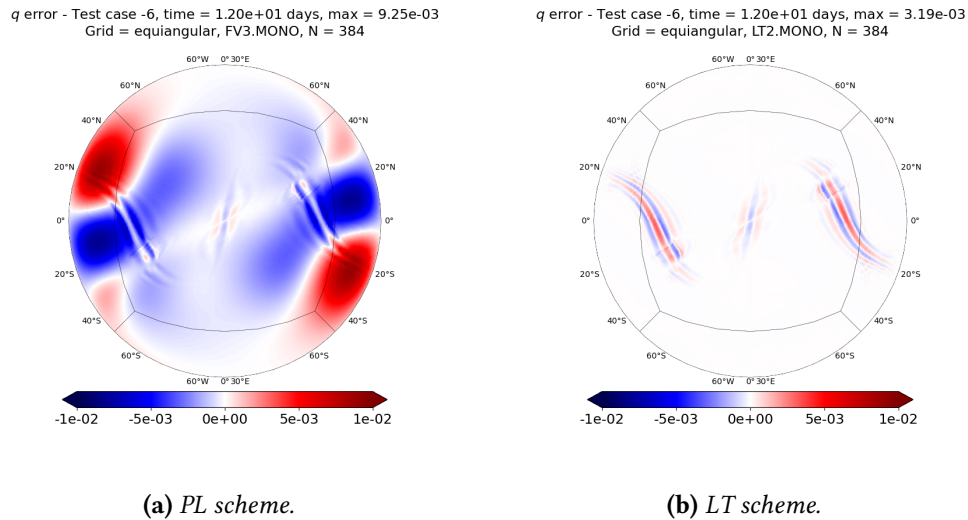 q error - Test case -6, time = 1.20e+01 days, max = 9.25e-03
Grid = equiangular, FV3.MONO, N = 384
60°W 0° 30°E
60°N 60°N
40°N 40°N
20°N 20°N
0° 0°
20°S 20°S
40°S 40°S
60°S 60°S
60°W 0° 30°E
-1e-02 -5e-03 0e+00 5e-03 1e-02
(a) PL scheme.
q error - Test case -6, time = 1.20e+01 days, max = 3.19e-03
Grid = equiangular, LT2.MONO, N = 384
60°W 0° 30°E
60°N 60°N
40°N 40°N
20°N 20°N
0° 0°
20°S 20°S
40°S 40°S
60°S 60°S
60°W 0° 30°E
-1e-02 -5e-03 0e+00 5e-03 1e-02
(b) LT scheme.